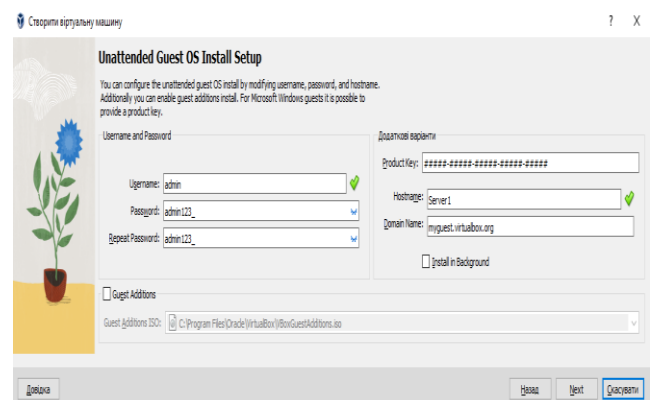 Створити віртуальну машину
? X
Unattended Guest OS Install Setup
You can configure the unattended guest OS install by modifying username, password, and hostname.
Additionally you can enable guest additions install. For Microsoft Windows guests it is possible to
provide a product key.
Username and Password
Username: admin
Password: admin123_
Repeat Password: admin123_
Додаткові варіанти
Product Key: #####-#####-#####-#####-#####
Hostname: Server1
Domain Name: myguest.virtualbox.org
Install in Background
Guest Additions
Guest Additions ISO: C:\Program Files\Oracle\VirtualBox\VBoxGuestAdditions.iso
Довідка
Назад
Next
Скасувати